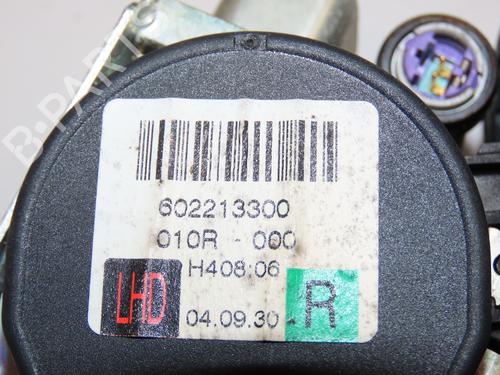 B-PARTS
602213300
010R - 000
H408:06
LHD
04.09.30
R